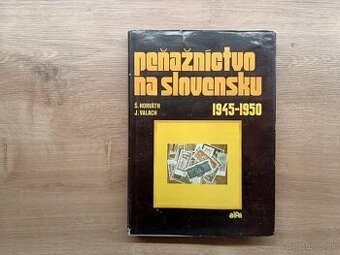 peňažníctvo
na slovensku
Š. HORVÁTH
J. VALACH
1945-1950
alfa